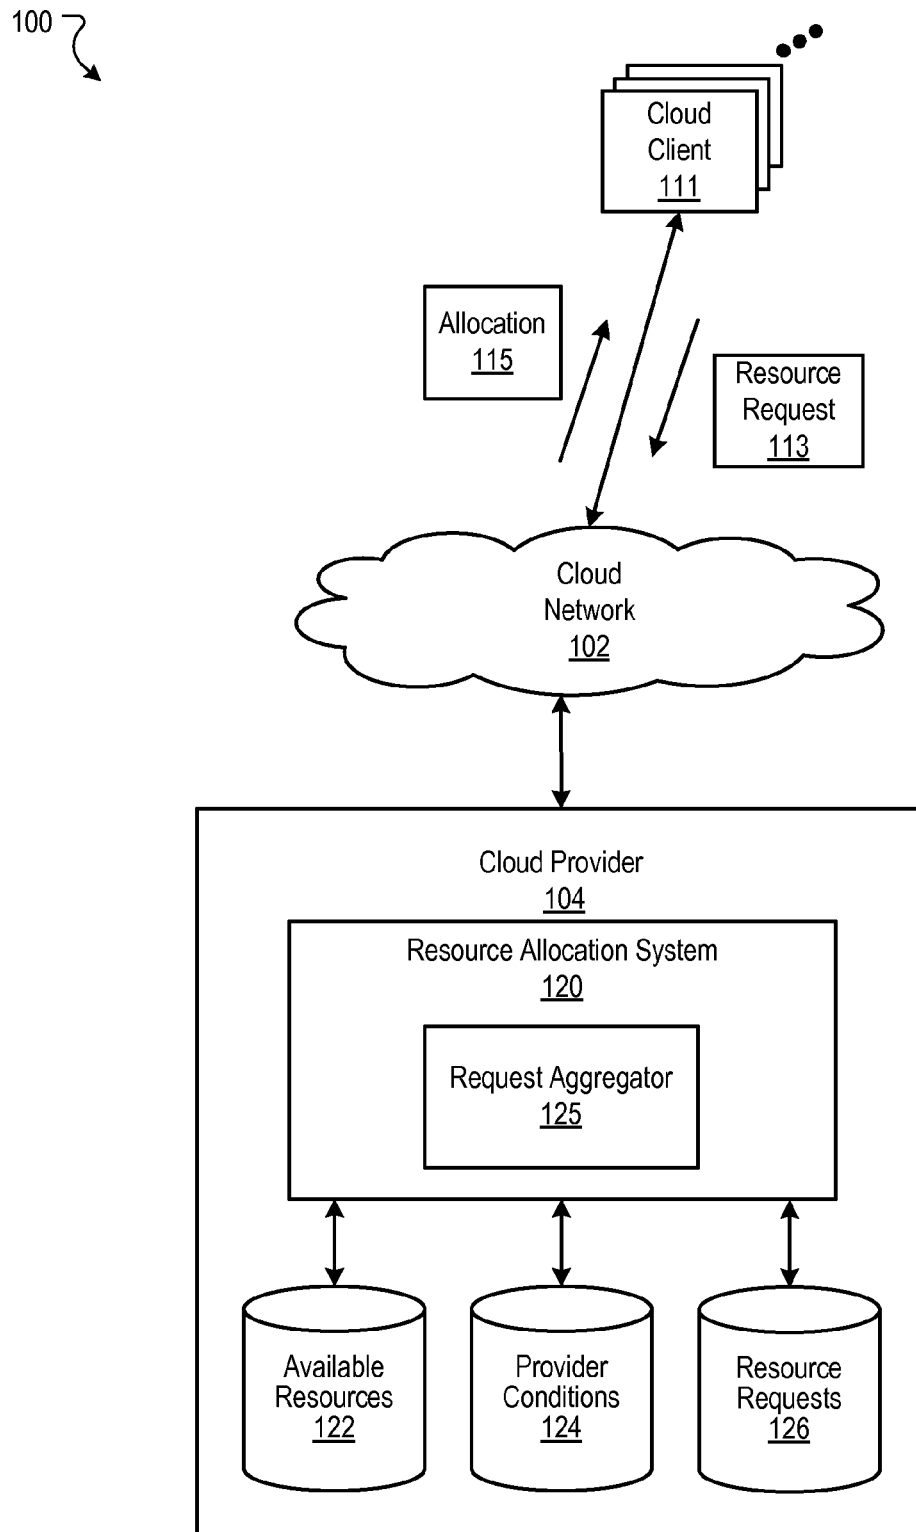 100
Cloud
Client
111
Allocation
115
Resource
Request
113
Cloud
Network
102
Cloud Provider
104
Resource Allocation System
120
Request Aggregator
125
Available
Resources
122
Provider
Conditions
124
Resource
Requests
126